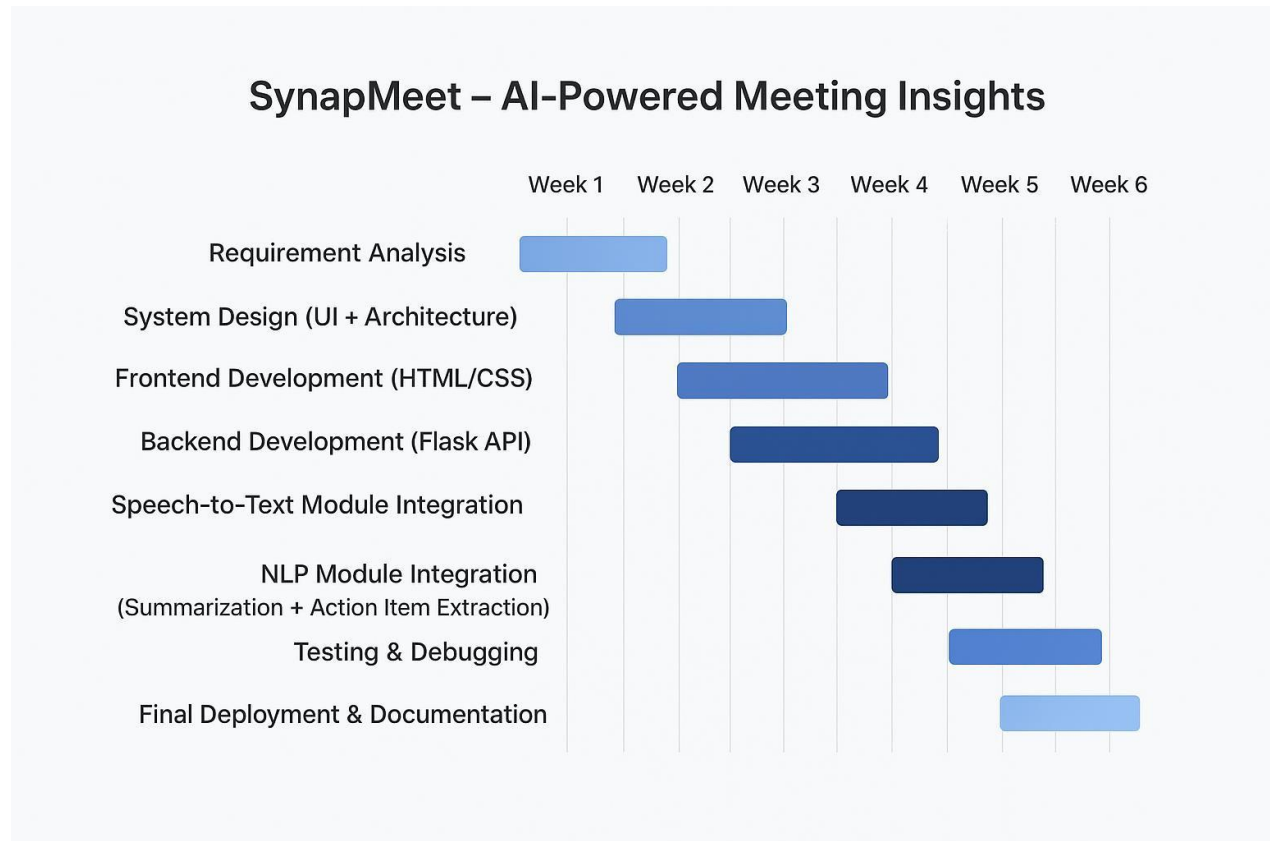 SynapMeet – AI-Powered Meeting Insights
Week 1 Week 2 Week 3 Week 4 Week 5 Week 6
Requirement Analysis
System Design (UI + Architecture)
Frontend Development (HTML/CSS)
Backend Development (Flask API)
Speech-to-Text Module Integration
NLP Module Integration
(Summarization + Action Item Extraction)
Testing & Debugging
Final Deployment & Documentation